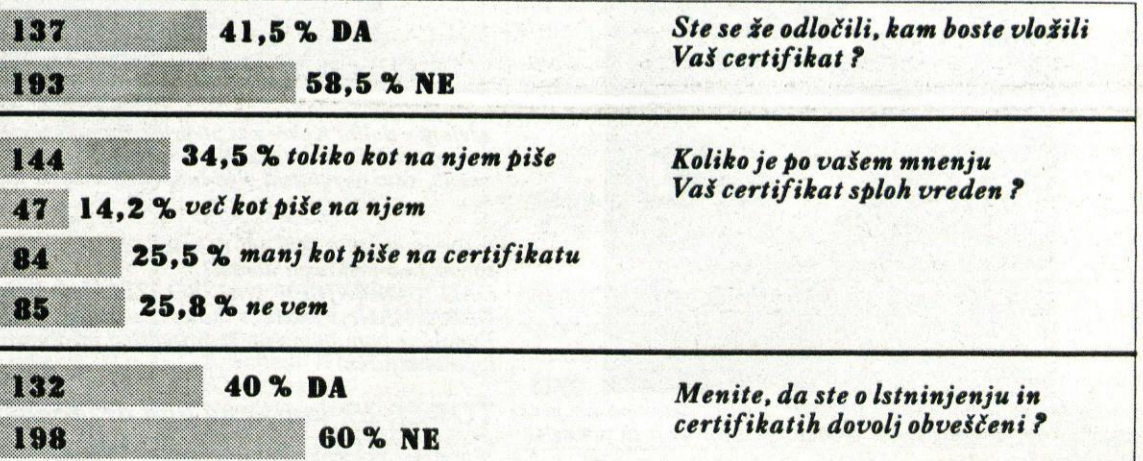 137 41,5 % DA
193 58,5 % NE
Ste se že odločili, kam boste vložili
Vaš certifikat ?
144 34,5 % toliko kot na njem piše
47 14,2 % več kot piše na njem
84 25,5 % manj kot piše na certifikatu
85 25,8 % ne vem
Koliko je po vašem mnenju
Vaš certifikat sploh vreden ?
132 40 % DA
198 60 % NE
Menite, da ste o lstninjenju in
certifikatih dovolj obveščeni ?